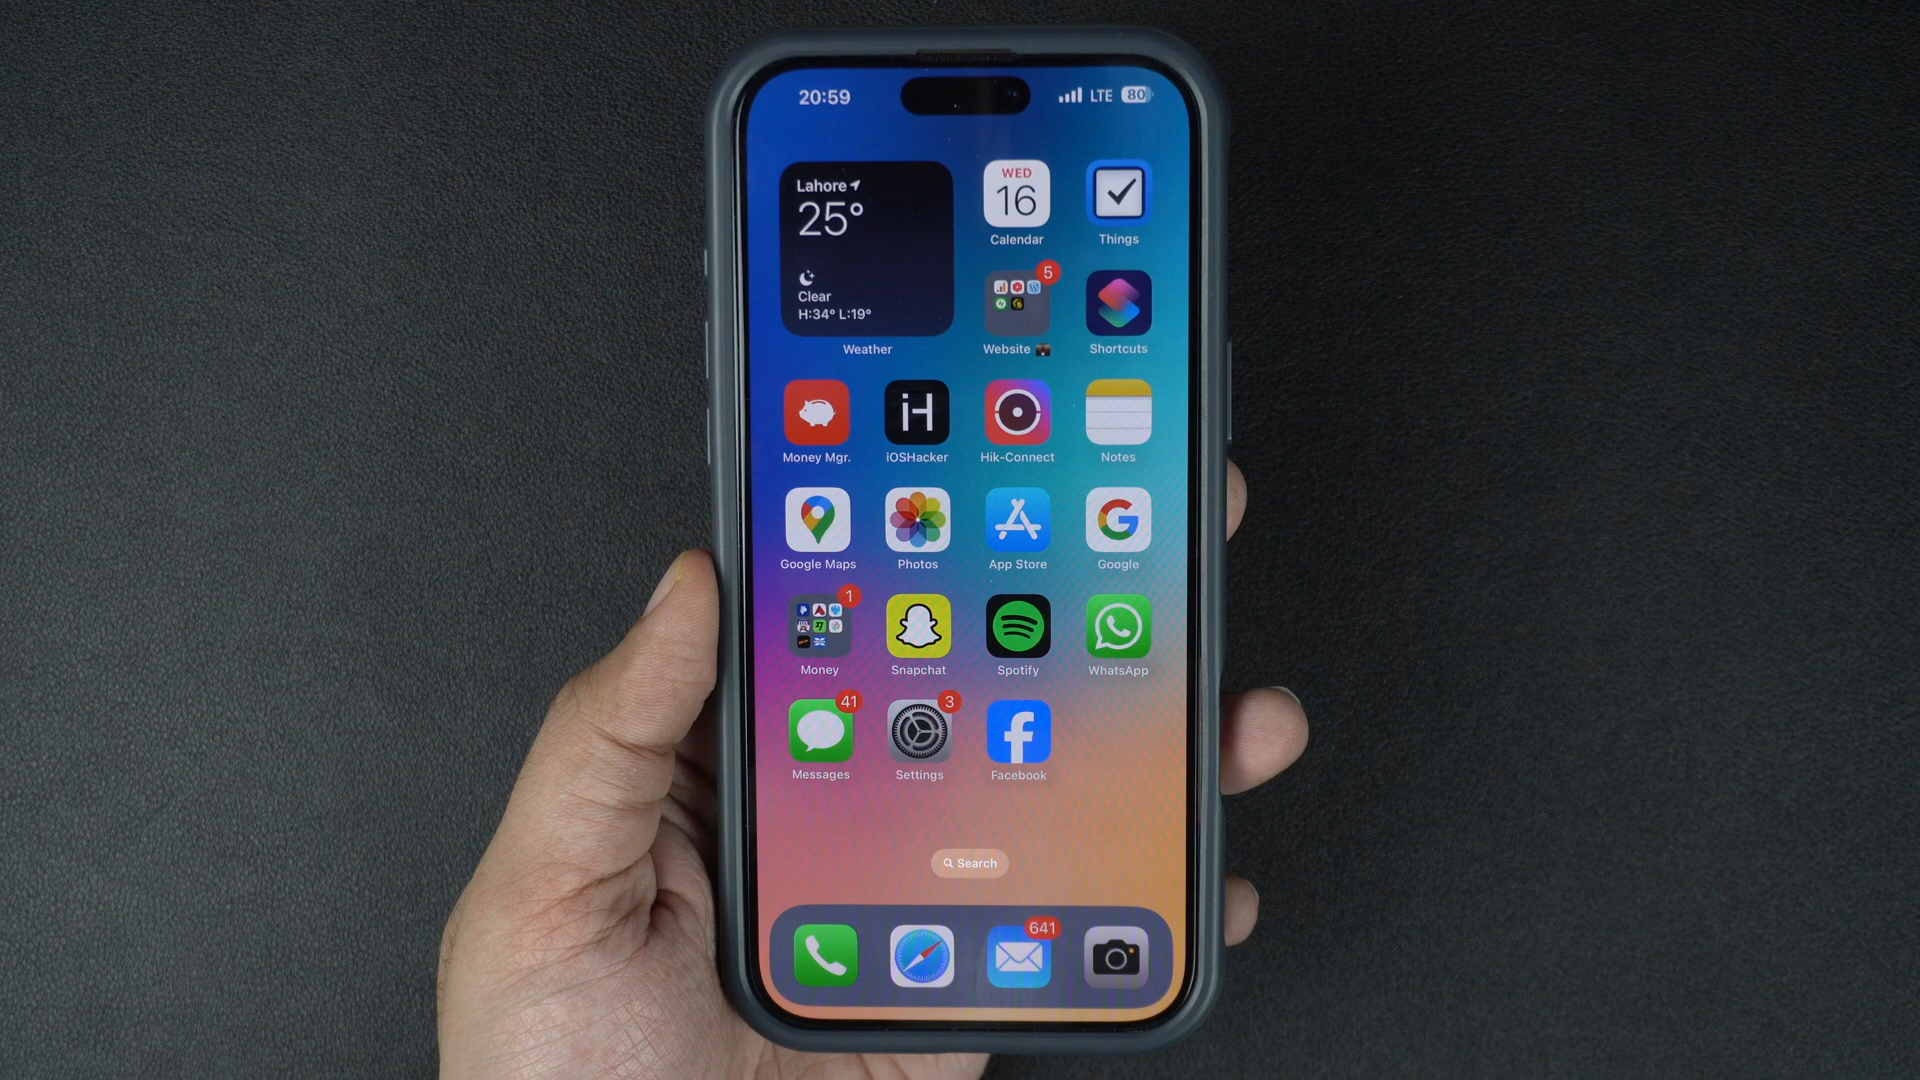 20:59
LTE 80
Lahore
25°
Clear
H:34° L:19°
Weather
WED
16
Calendar
Things
5
Website
Shortcuts
Money Mgr.
iH
iOSHacker
Hik-Connect
Notes
Google Maps
Photos
App Store
G
Google
1
Money
Snapchat
Spotify
WhatsApp
41
Messages
3
Settings
f
Facebook
Search
641